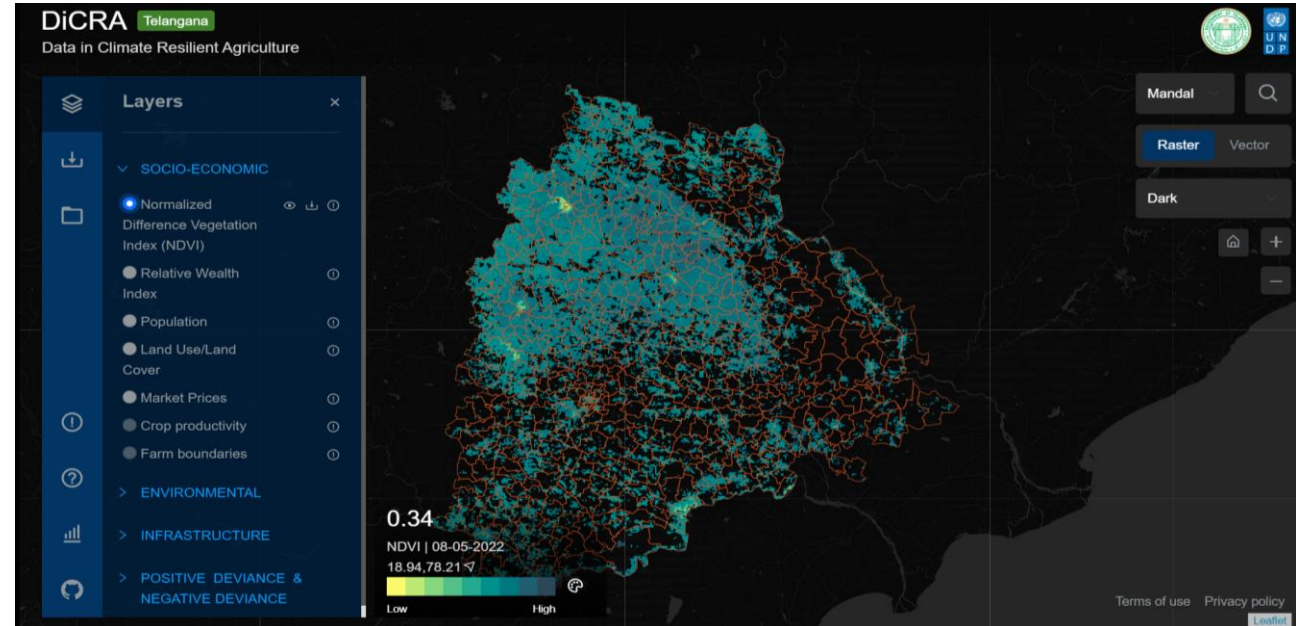 DiCRA Telangana
Data in Climate Resilient Agriculture
UN
DP
Layers
×
SOCIO-ECONOMIC
Normalized
Difference Vegetation
Index (NDVI)
Relative Wealth
Index
Population
Land Use/Land
Cover
Market Prices
Crop productivity
Farm boundaries
> ENVIRONMENTAL
> INFRASTRUCTURE
> POSITIVE DEVIANCE &
NEGATIVE DEVIANCE
0.34
NDVI | 08-05-2022
18.94,78.21
Low High
Mandal
Raster Vector
Dark
+
−
Terms of use Privacy policy
Leaflet